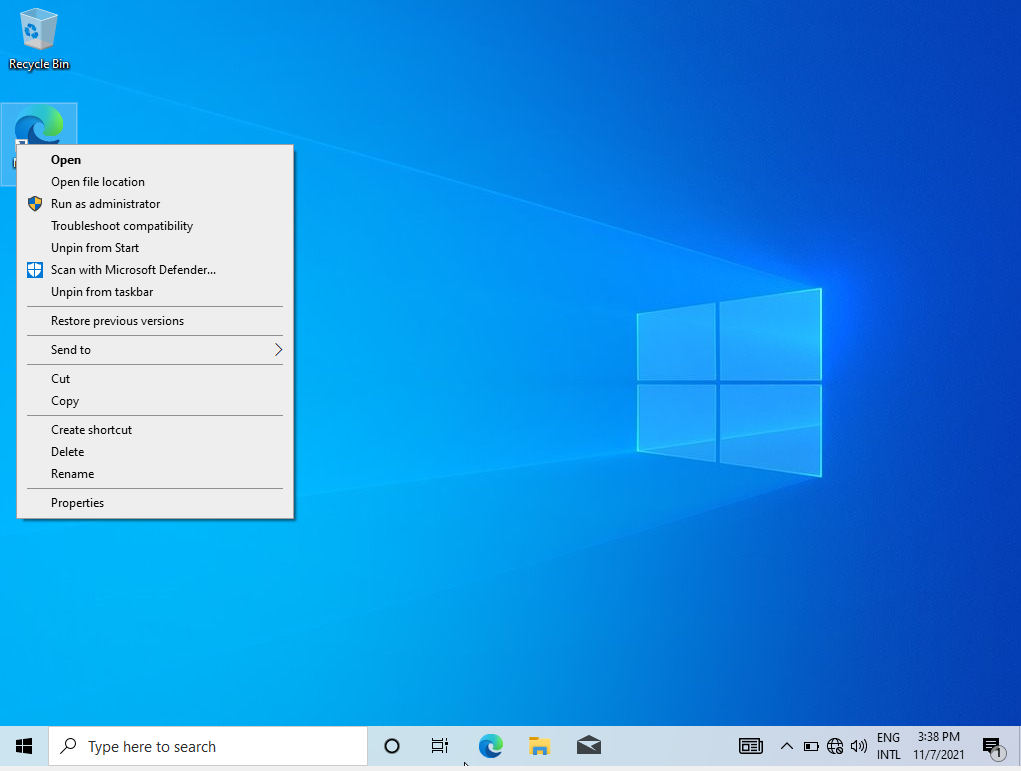 Recycle Bin
Open
Open file location
Run as administrator
Troubleshoot compatibility
Unpin from Start
Scan with Microsoft Defender...
Unpin from taskbar
Restore previous versions
Send to
Cut
Copy
Create shortcut
Delete
Rename
Properties
Type here to search
ENG
INTL
3:38 PM
11/7/2021
1